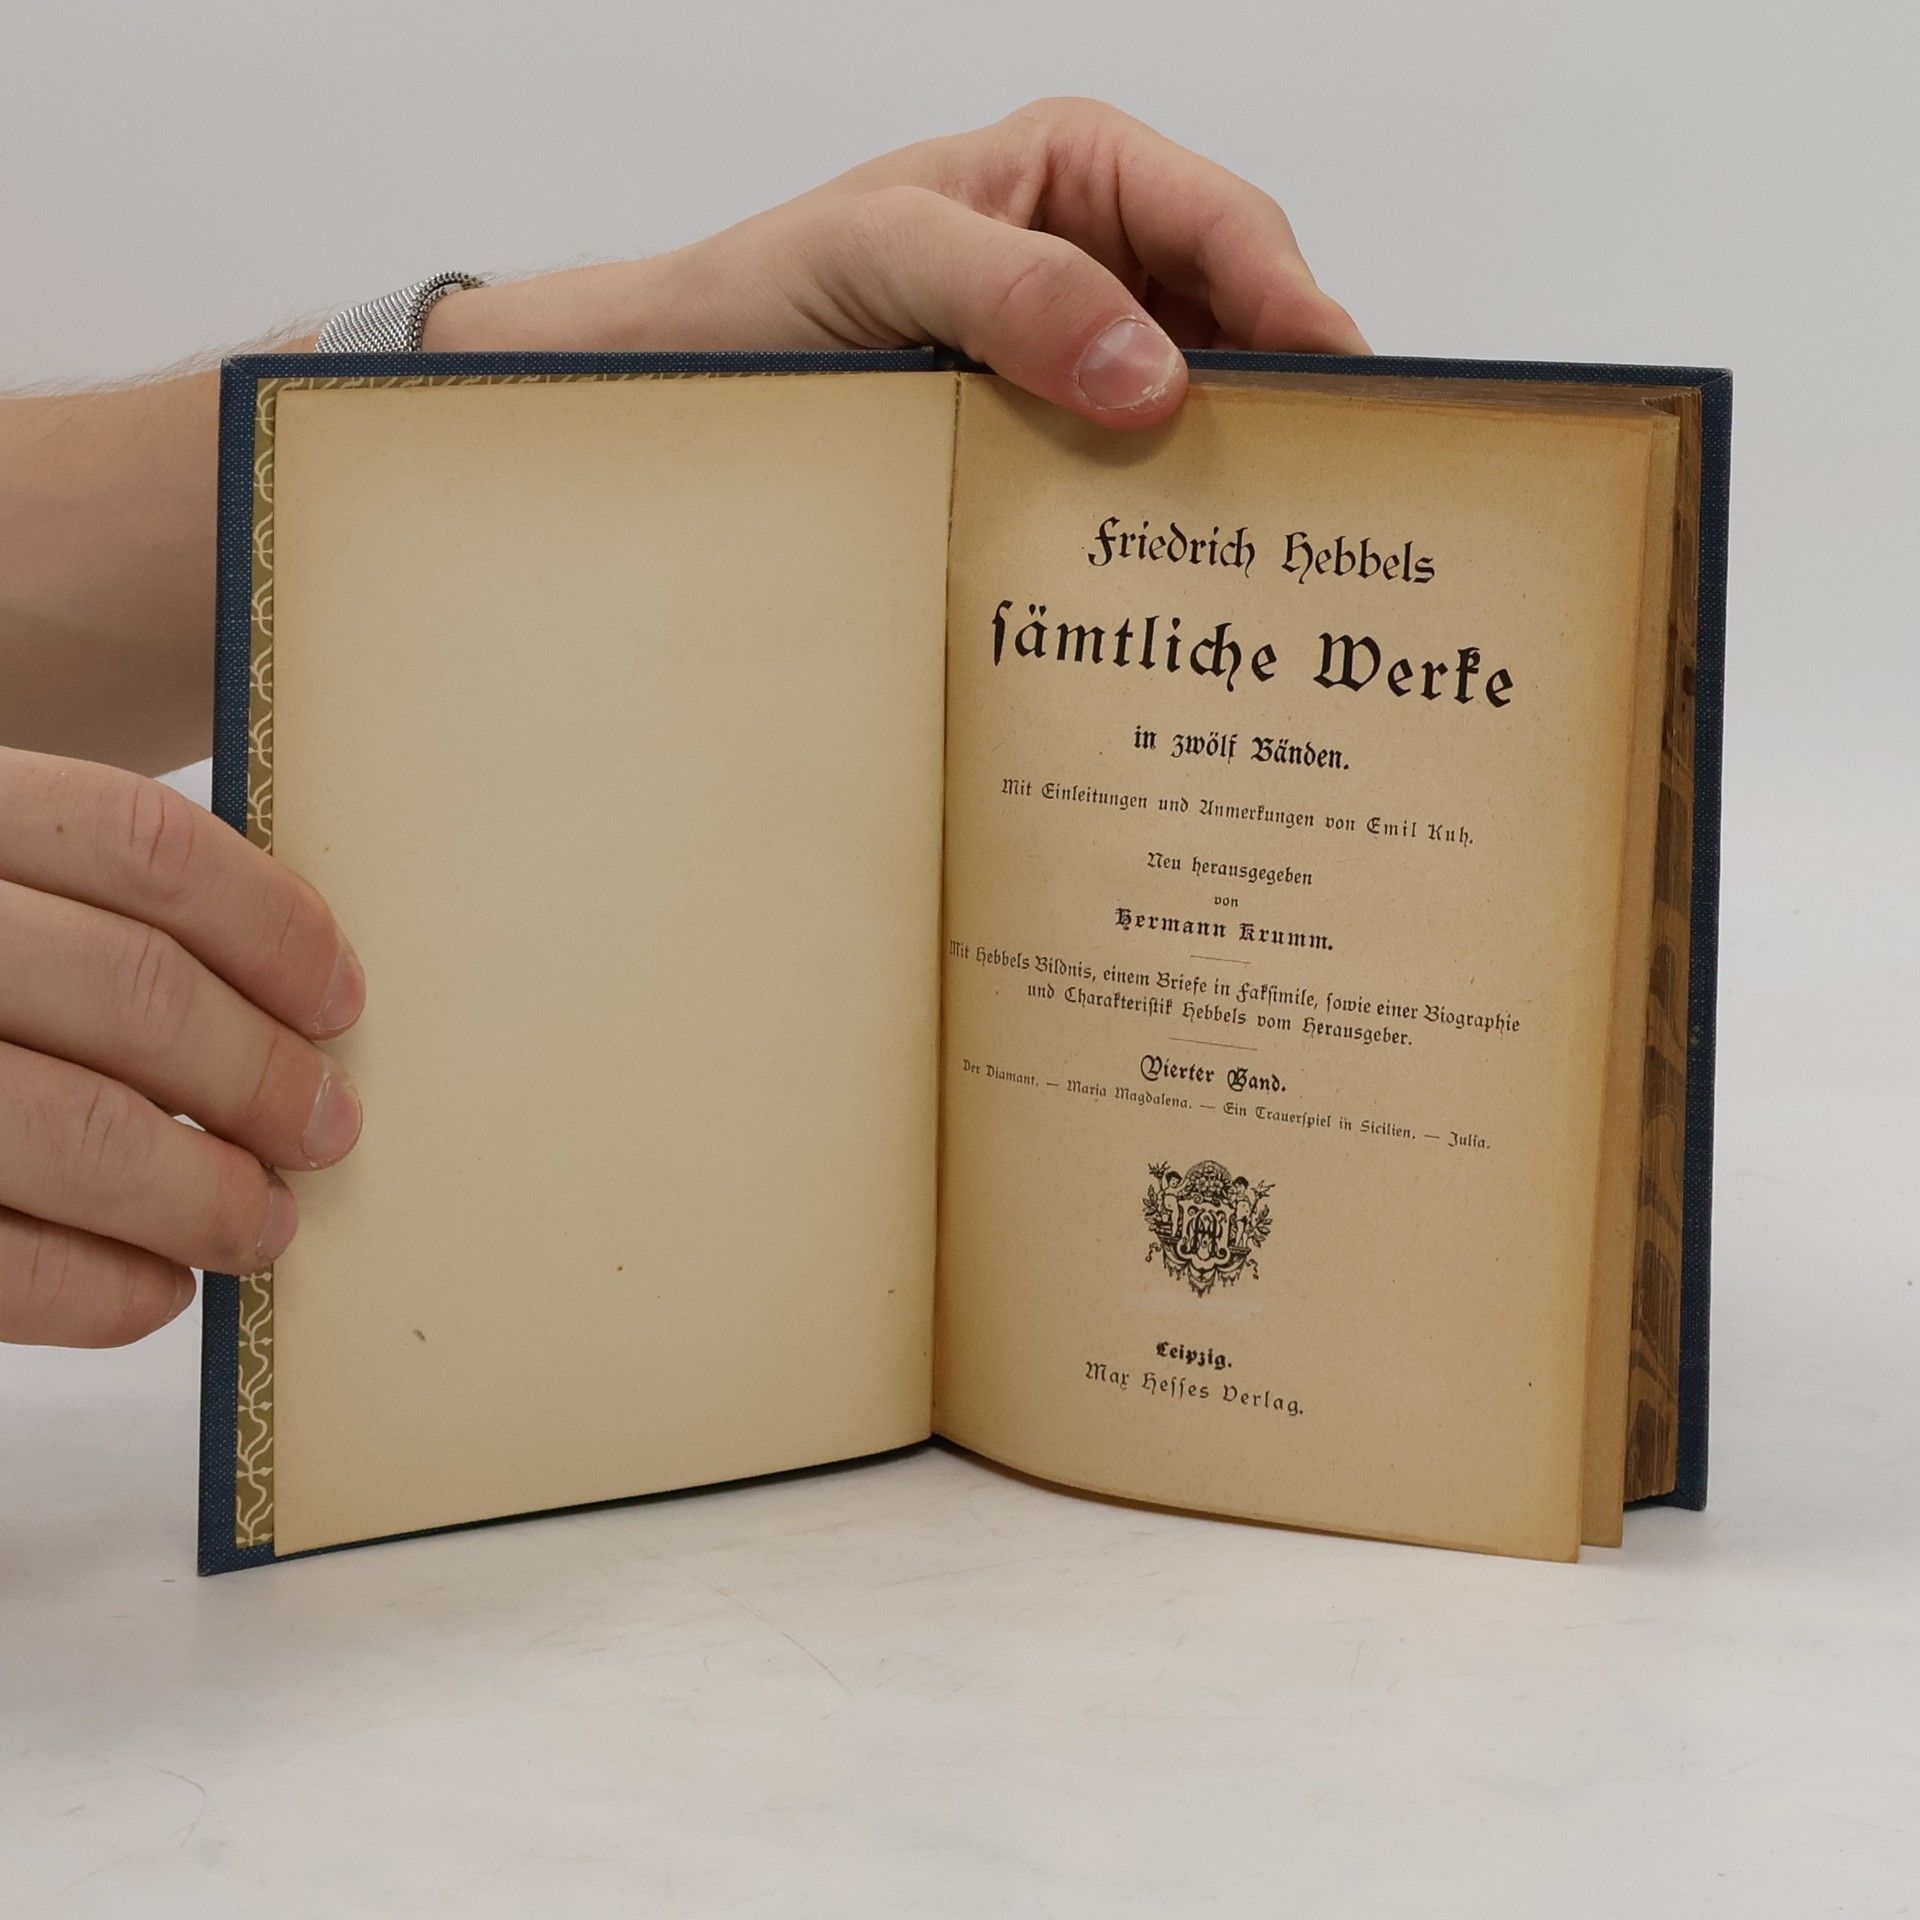 Friedrich Hebbels
ſämtliche Werke
in zwölf Bänden.
Mit Einleitungen und Anmerkungen von Emil Kuh.
Neu herausgegeben
von
Hermann Krumm.
Mit Hebbels Bildnis, einem Briefe in Fakſimile, ſowie einer Biographie
und Charakteriſtik Hebbels vom Herausgeber.
Vierter Band.
Der Diamant. — Maria Magdalena. — Ein Trauerſpiel in Sicilien. — Julia.
Leipzig.
Max Heſſes Verlag.